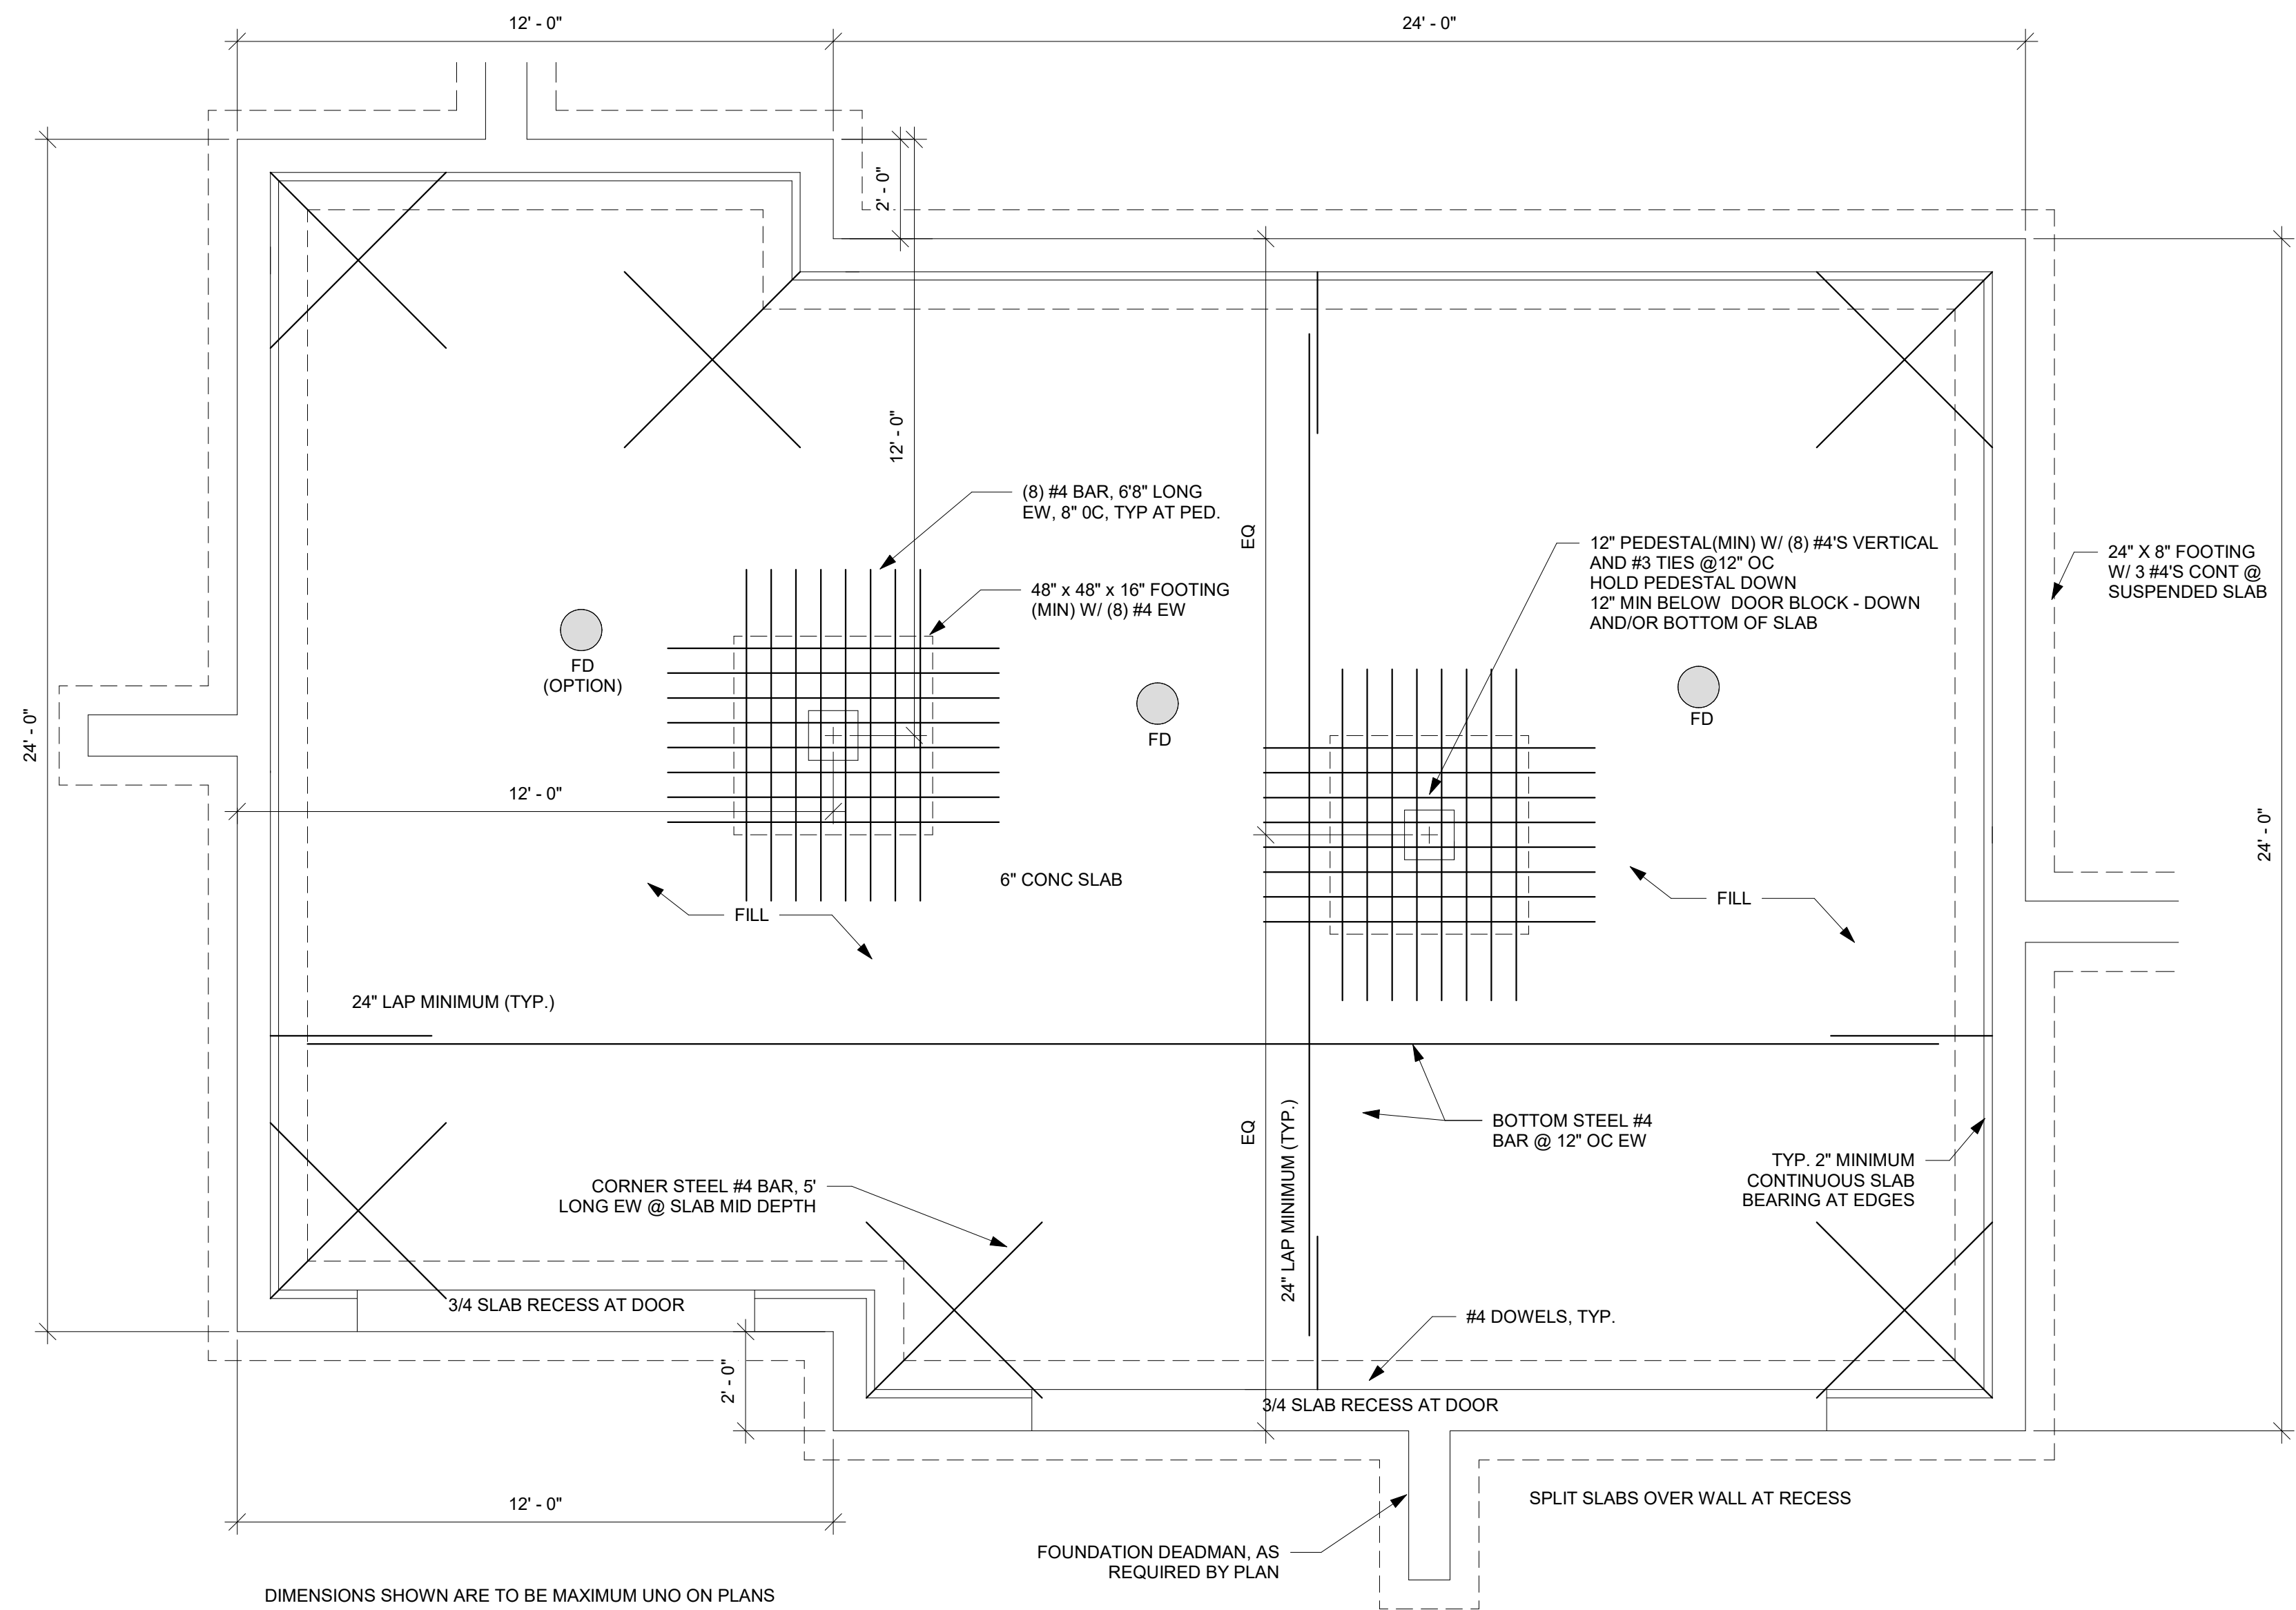 12' - 0"
24' - 0"
2' - 0"
12' - 0"
(8) #4 BAR, 6'8" LONG
EW, 8" 0C, TYP AT PED.
EQ
12" PEDESTAL(MIN) W/ (8) #4'S VERTICAL
AND #3 TIES @12" OC
HOLD PEDESTAL DOWN
12" MIN BELOW DOOR BLOCK - DOWN
AND/OR BOTTOM OF SLAB
24" X 8" FOOTING
W/ 3 #4'S CONT @
SUSPENDED SLAB
48" x 48" x 16" FOOTING
(MIN) W/ (8) #4 EW
FD
(OPTION)
FD
FD
24' - 0"
12' - 0"
24' - 0"
6" CONC SLAB
FILL
FILL
24" LAP MINIMUM (TYP.)
BOTTOM STEEL #4
BAR @ 12" OC EW
EQ
24" LAP MINIMUM (TYP.)
TYP. 2" MINIMUM
CONTINUOUS SLAB
BEARING AT EDGES
CORNER STEEL #4 BAR, 5'
LONG EW @ SLAB MID DEPTH
3/4 SLAB RECESS AT DOOR
#4 DOWELS, TYP.
2' - 0"
3/4 SLAB RECESS AT DOOR
12' - 0"
SPLIT SLABS OVER WALL AT RECESS
FOUNDATION DEADMAN, AS
REQUIRED BY PLAN
DIMENSIONS SHOWN ARE TO BE MAXIMUM UNO ON PLANS